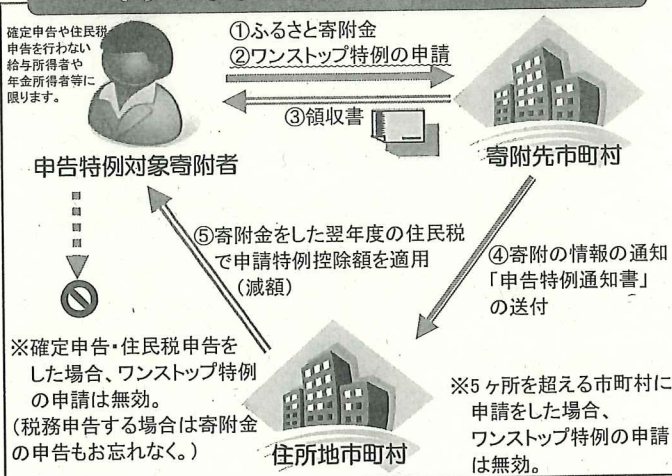 確定申告や住民税
申告を行わない
給与所得者や
年金所得者等に
限ります。
①ふるさと寄附金
②ワンストップ特例の申請
③領収書
申告特例対象寄附者
寄附先市町村
⑤寄附金をした翌年度の住民税
で申請特例控除額を適用
(減額)
④寄附の情報の通知
「申告特例通知書」
の送付
※確定申告・住民税申告を
した場合、ワンストップ特例
の申請は無効。
(税務申告する場合は寄附金
の申告もお忘れなく。)
住所地市町村
※5ヶ所を超える市町村に
申請をした場合、
ワンストップ特例の申請
は無効。